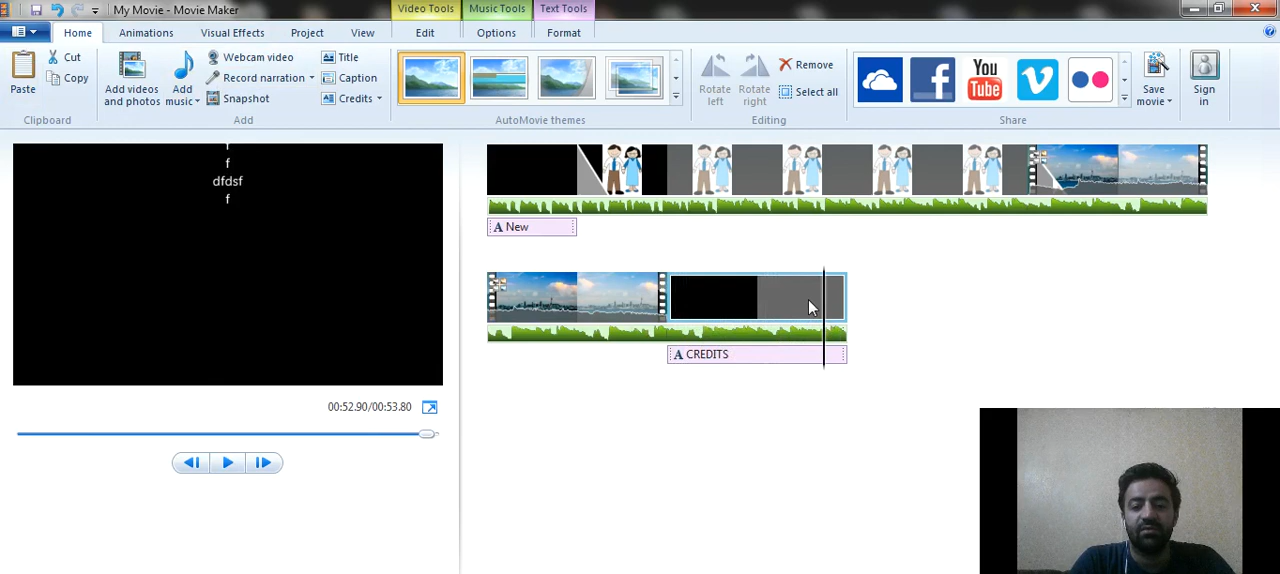 My Movie - Movie Maker
Video Tools
Music Tools
Text Tools
Home
Animations
Visual Effects
Project
View
Edit
Options
Format
Paste
Cut
Copy
Clipboard
Add videos
and photos
Add
music
Webcam video
Record narration
Snapshot
Title
Caption
Credits
Add
AutoMovie themes
Rotate
left
Rotate
right
Remove
Select all
Editing
f
You
Tube
Share
Save
movie
Sign
in
f
f
dfdsf
f
00:52.90/00:53.80
A New
A CREDITS